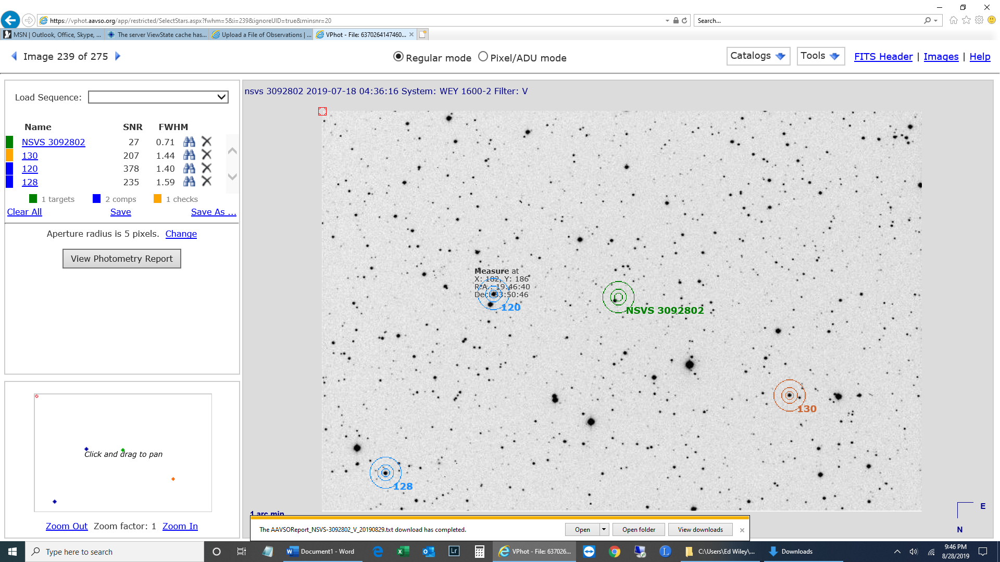 https://vphot.aavso.org/app/restricted/SelectStars.aspx?fwhm=5&i=239&ignoreUID=true&minsnr=20
Search...
MSN | Outlook, Office, Skype, ...
The server ViewState cache has...
Upload a File of Observations | ...
VPhot - File: 6370264147460...
Image 239 of 275
Regular mode
Pixel/ADU mode
Catalogs
Tools
FITS Header | Images | Help
Load Sequence:
Name SNR FWHM
NSVS 3092802 27 0.71
130 207 1.44
120 378 1.40
128 235 1.59
1 targets 2 comps 1 checks
Clear All Save Save As ...
Aperture radius is 5 pixels. Change
View Photometry Report
Click and drag to pan
Zoom Out Zoom factor: 1 Zoom In
nsvs 3092802 2019-07-18 04:36:16 System: WEY 1600-2 Filter: V
Measure at
X: 182, Y: 186
R.A.: 19:46:40
Dec: 33:50:46
120
NSVS 3092802
130
128
1 arc min
E
N
The AAVSOReport_NSVS-3092802_V_20190829.txt download has completed.
Open
Open folder
View downloads
Type here to search
Document1 - Word
Lr
VPhot - File: 637026...
L
C:\Users\Ed Wiley\...
Downloads
9:46 PM
8/28/2019